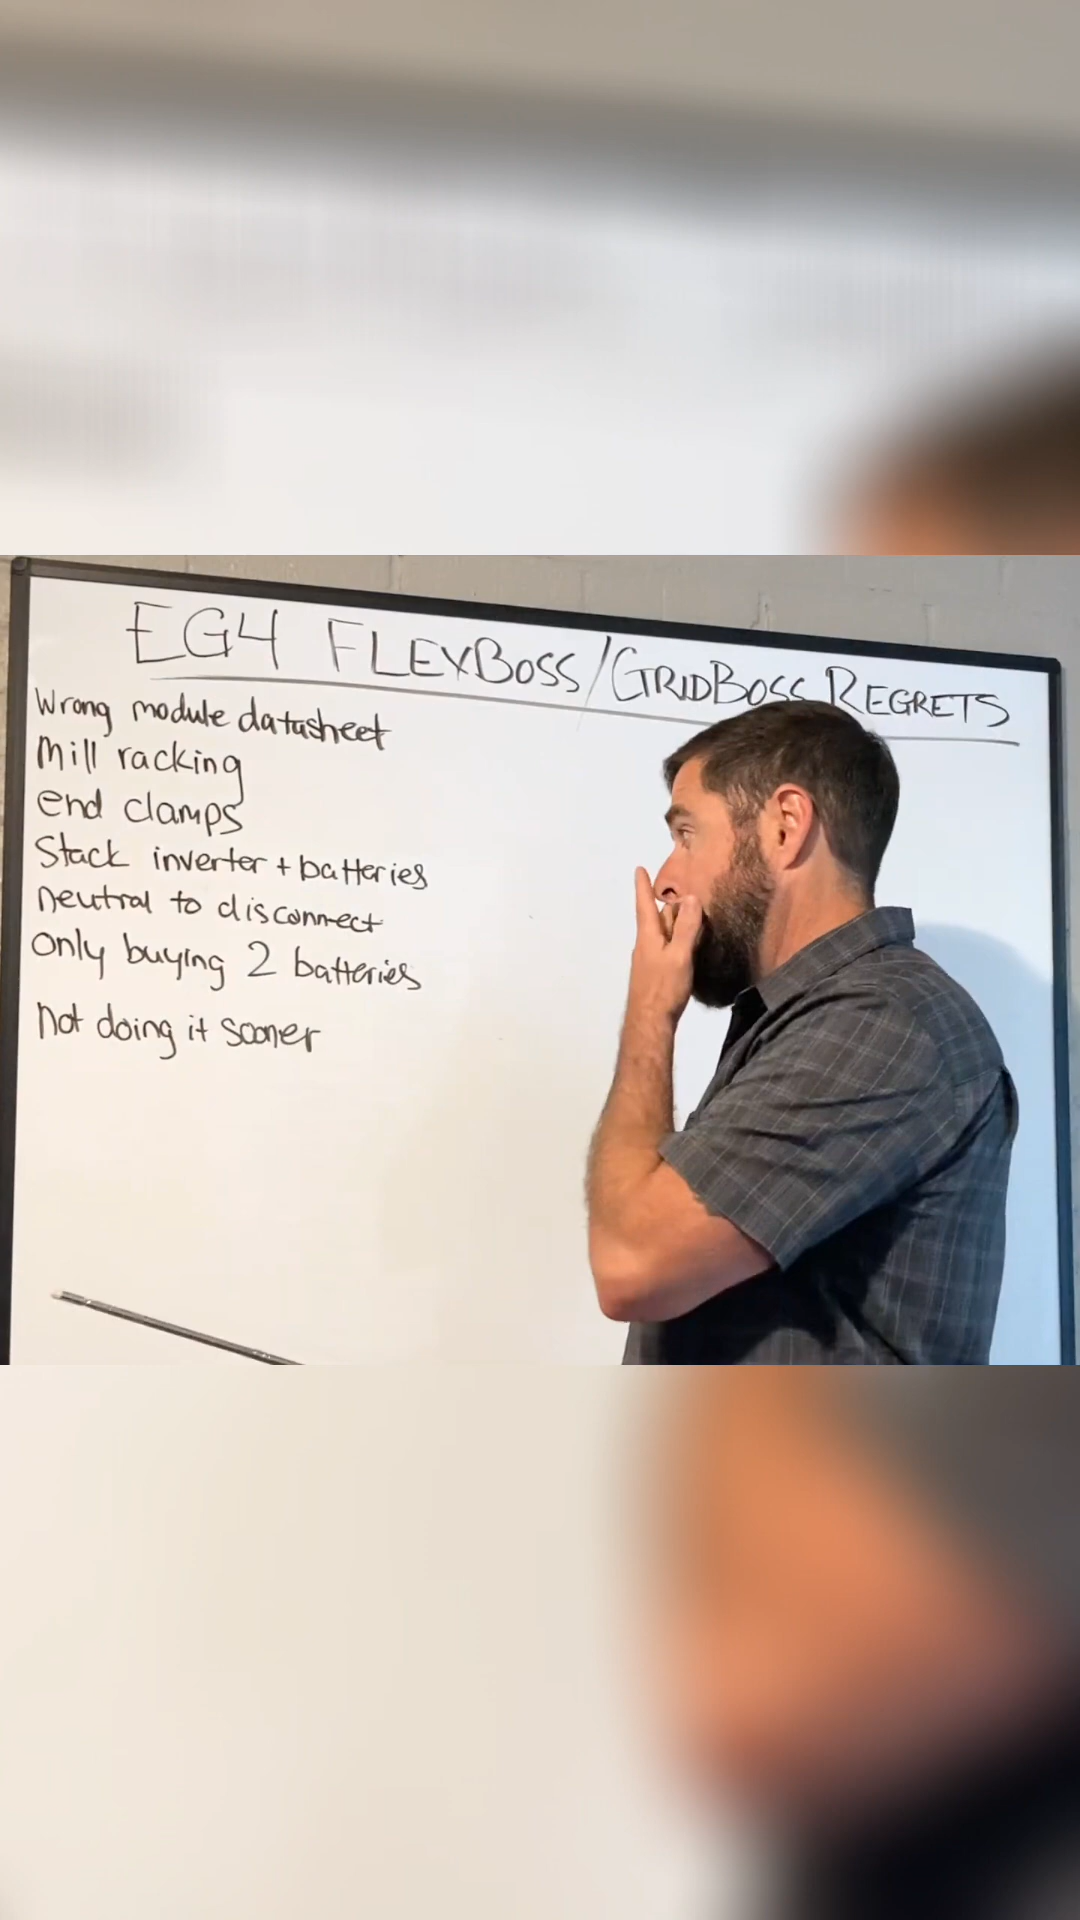 EG4 FLEXBOSS/GRIDBOSS REGRETS
Wrong module datasheet
Mill racking
end clamps
Stack inverter + batteries
neutral to disconnect
only buying 2 batteries
not doing it sooner